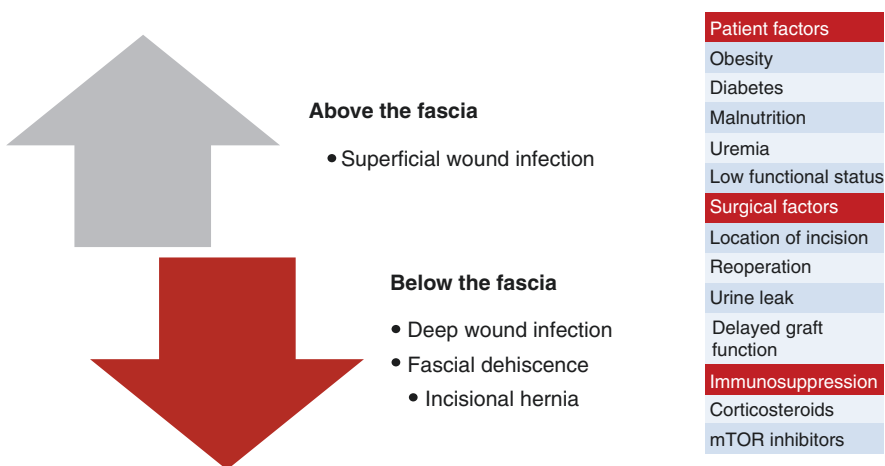 Above the fascia
• Superficial wound infection
Below the fascia
• Deep wound infection
• Fascial dehiscence
• Incisional hernia
Patient factors
Obesity
Diabetes
Malnutrition
Uremia
Low functional status
Surgical factors
Location of incision
Reoperation
Urine leak
Delayed graft
function
Immunosuppression
Corticosteroids
mTOR inhibitors